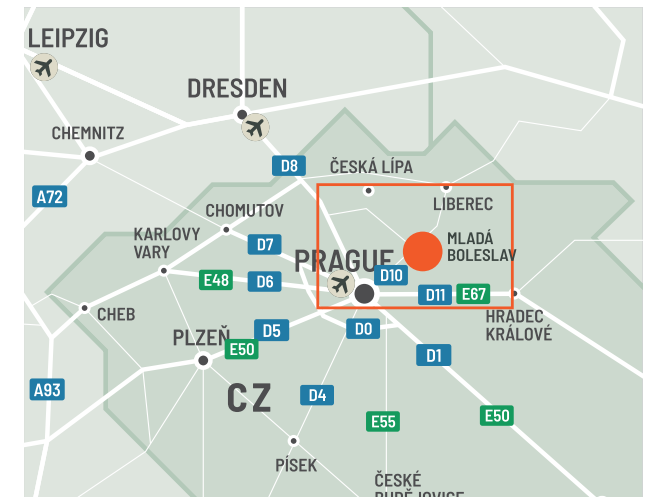 LEIPZIG
DRESDEN
CHEMNITZ
D8
ČESKÁ LÍPA
A72
LIBEREC
CHOMUTOV
KARLOVY
VARY
D7
MLADÁ
BOLESLAV
PRAGUE
D10
E48
D6
D11
E67
CHEB
HRADEC
KRÁLOVÉ
PLZEŇ
D5
D0
E50
D1
A93
CZ
D4
E55
E50
PÍSEK
ČESKÉ
BUDĚJOVICE